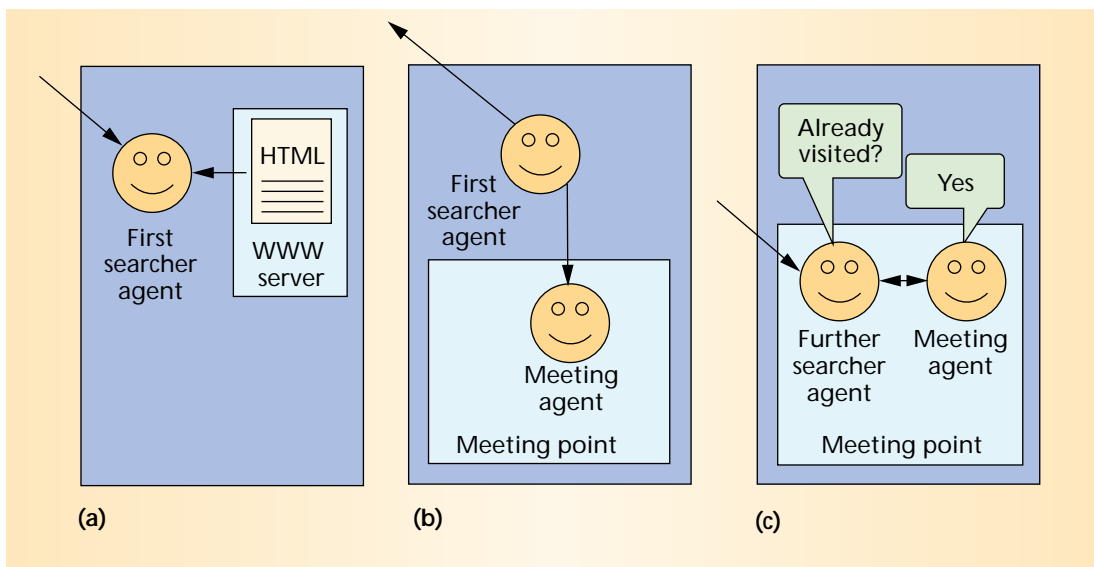 HTML
First
searcher
agent
WWW
server
(a)
First
searcher
agent
Meeting
agent
Meeting point
(b)
Already
visited?
Yes
Further
searcher
agent
Meeting
agent
Meeting point
(c)